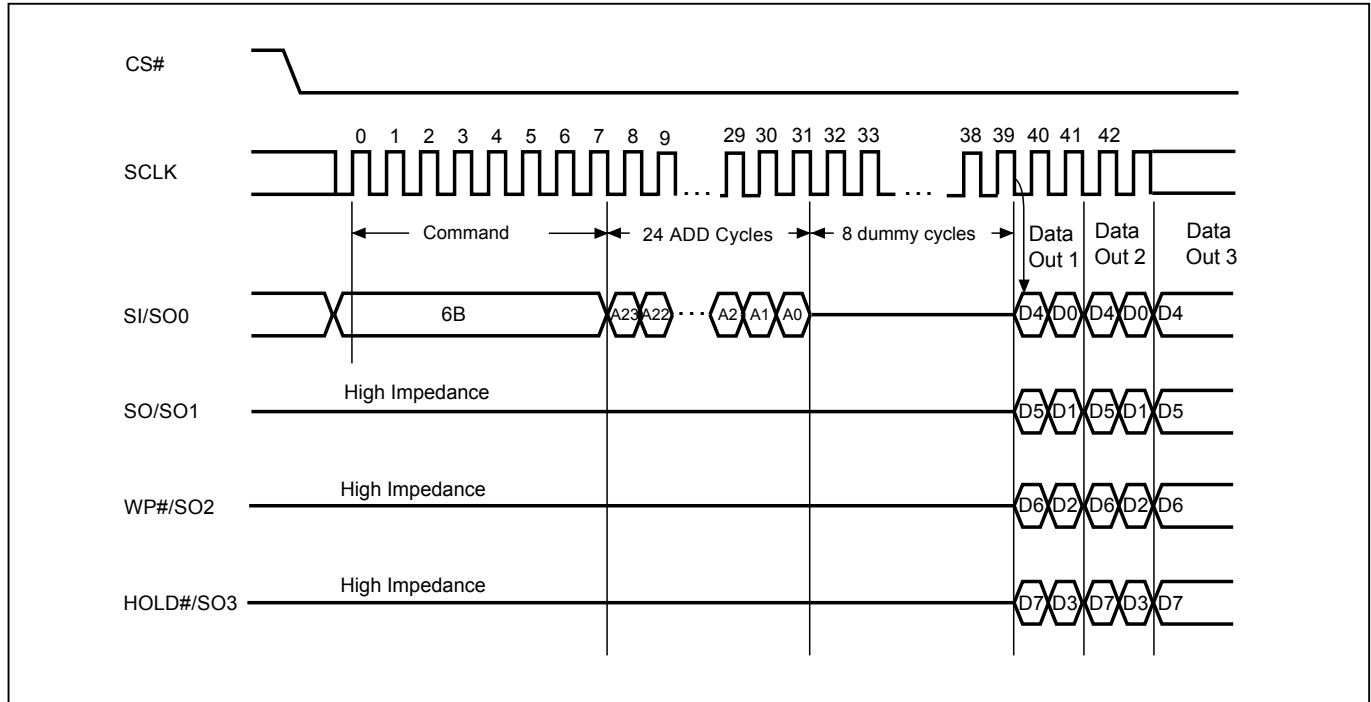 CS#
0 1 2 3 4 5 6 7 8 9 29 30 31 32 33 38 39 40 41 42
SCLK
... ...
Command 24 ADD Cycles 8 dummy cycles Data Out 1 Data Out 2 Data Out 3
SI/SO0 6B A23 A22 ... A2 A1 A0 D4 D0 D4 D0 D4
High Impedance
SO/SO1 D5 D1 D5 D1 D5
High Impedance
WP#/SO2 D6 D2 D6 D2 D6
High Impedance
HOLD#/SO3 D7 D3 D7 D3 D7